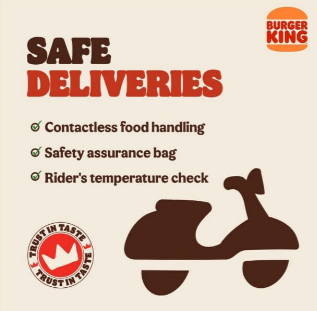 BURGER
KING
SAFE
DELIVERIES
Contactless food handling
Safety assurance bag
Rider's temperature check
TRUST IN TASTE
TRUST IN TASTE